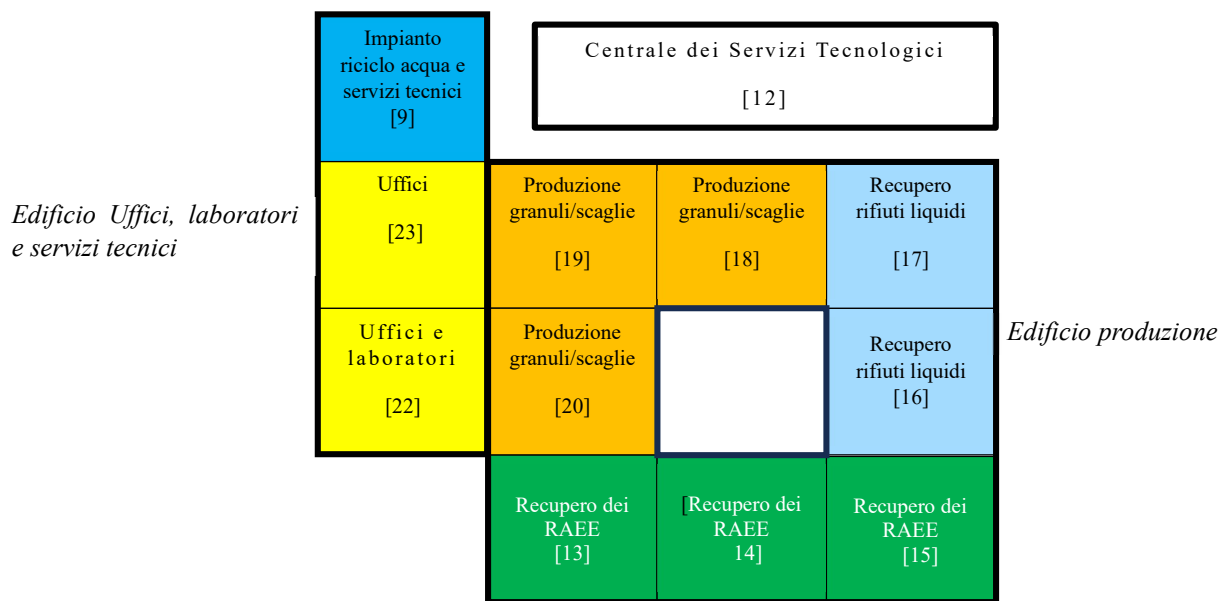 Impianto
riciclo acqua e
servizi tecnici
[9]
Centrale dei Servizi Tecnologici
[12]
Edificio Uffici, laboratori
e servizi tecnici
Uffici
[23]
Produzione
granuli/scaglie
[19]
Produzione
granuli/scaglie
[18]
Recupero
rifiuti liquidi
[17]
Uffici e
laboratori
[22]
Produzione
granuli/scaglie
[20]
Recupero
rifiuti liquidi
[16]
Edificio produzione
Recupero dei
RAEE
[13]
[Recupero dei
RAEE
14]
Recupero dei
RAEE
[15]